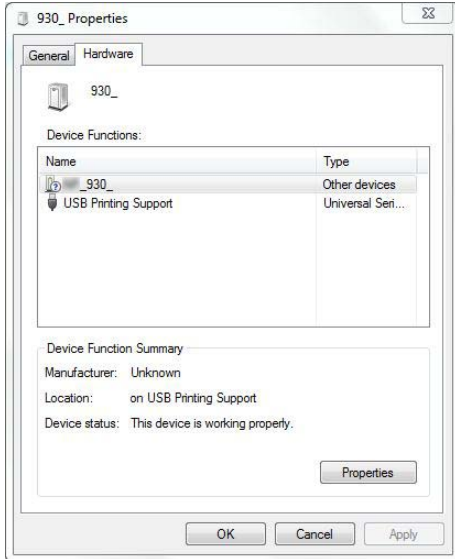 930_ Properties
General Hardware
930_
Device Functions:
Name Type
_930_ Other devices
USB Printing Support Universal Seri...
Device Function Summary
Manufacturer: Unknown
Location: on USB Printing Support
Device status: This device is working properly.
Properties
OK Cancel Apply